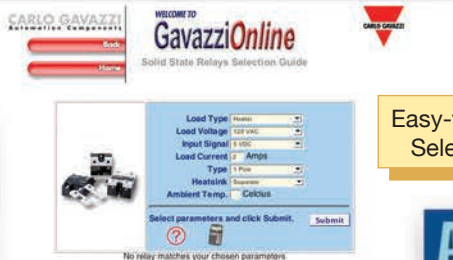 CARLO GAVAZZI
Automation Components
Back
Home
WELCOME TO
GavazziOnline
Solid State Relays Selection Guide
CARLO GAVAZZI
Easy-
Sele
Load Type Heater
Load Voltage 120 VAC
Input Signal 5 VDC
Load Current 2 Amps
Type 1 Pole
Heatsink Separate
Ambient Temp. Celcius
Select parameters and click Submit.
Submit
?
No relay matches your chosen parameters